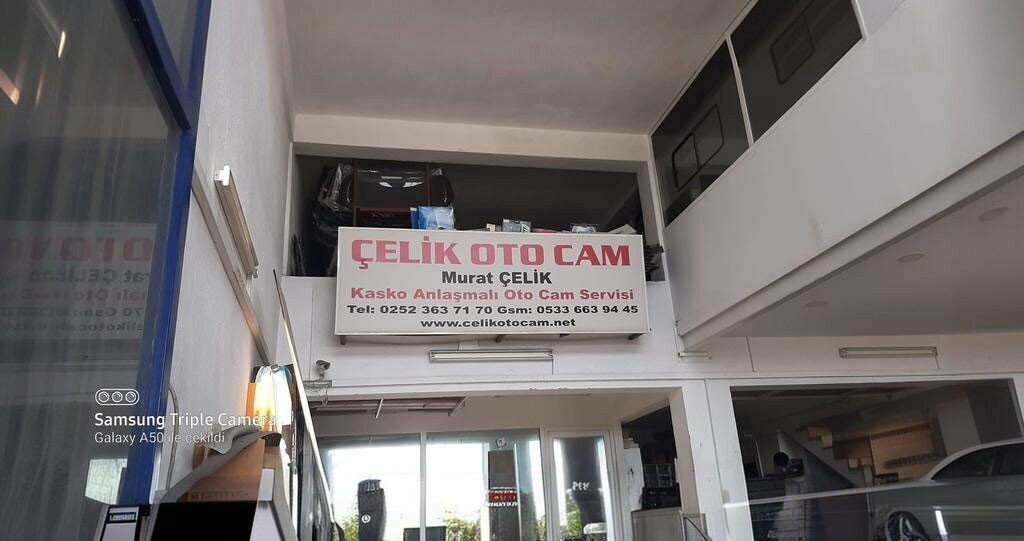 ÇELİK OTO CAM
Murat ÇELİK
Kasko Anlaşmalı Oto Cam Servisi
Tel: 0252 363 71 70 Gsm: 0533 663 94 45
www.celikotocam.net
Samsung Triple Camera
Galaxy A50 ile çekildi